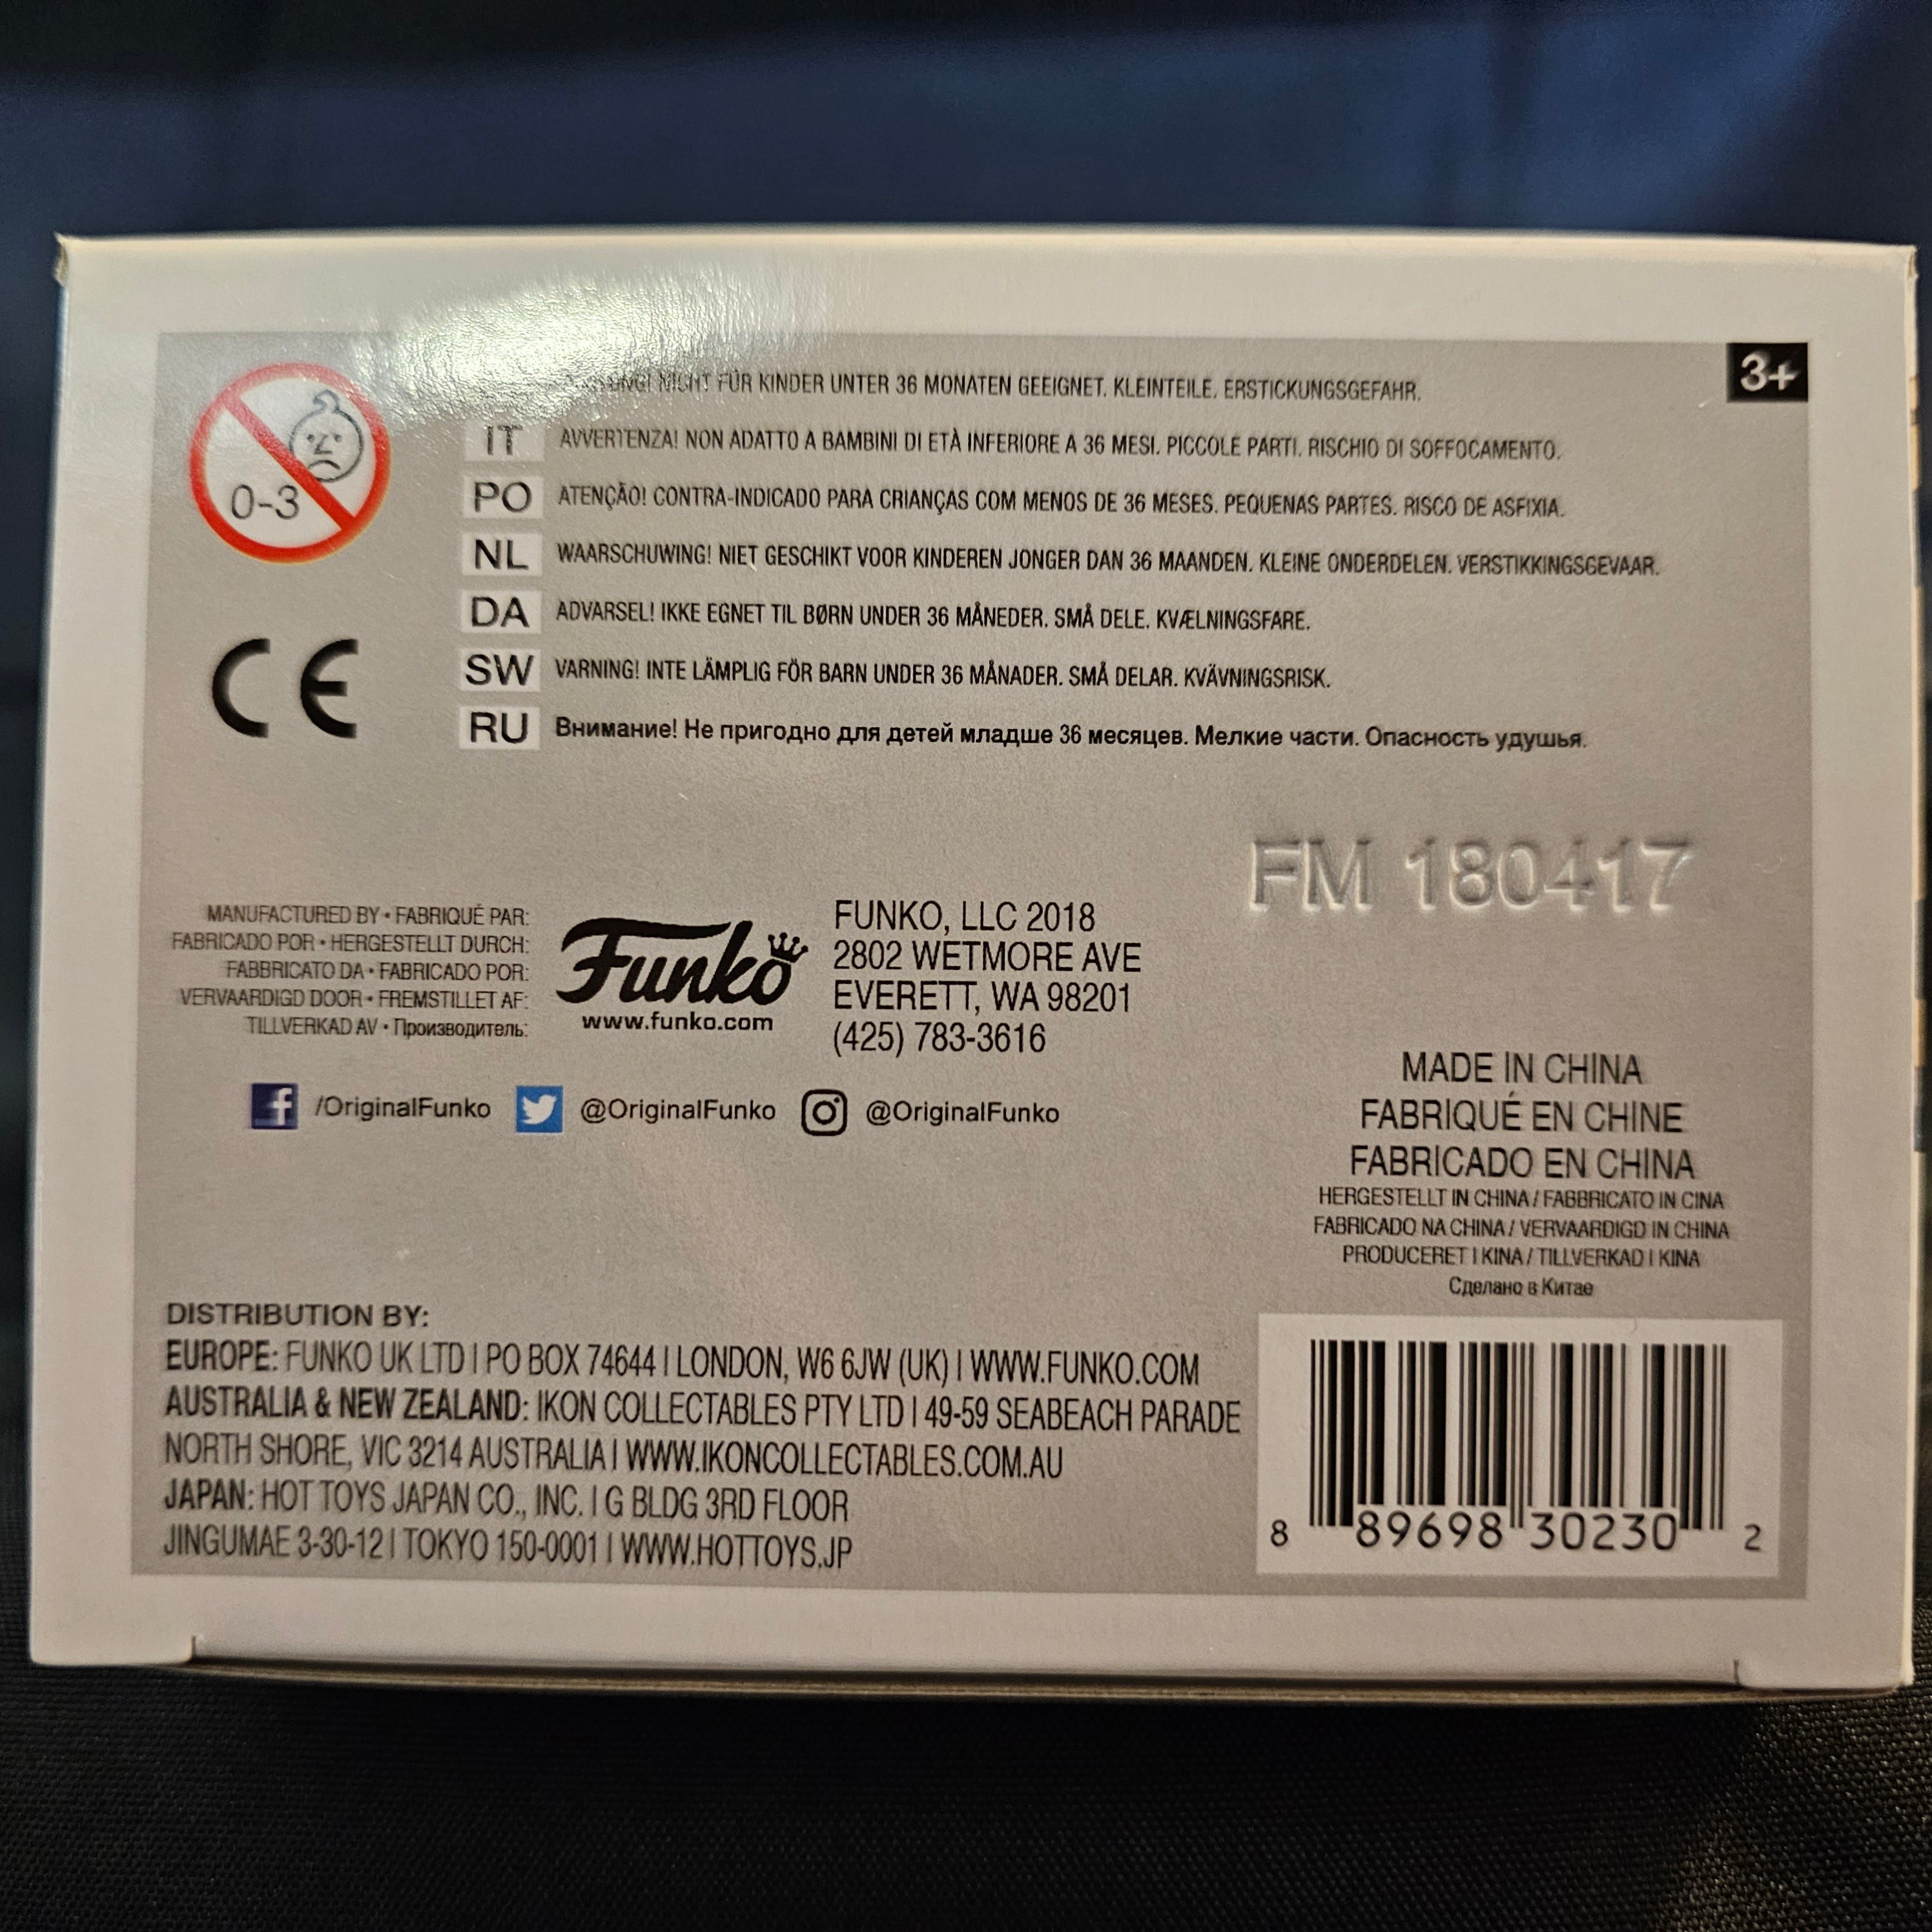 NICHT FÜR KINDER UNTER 36 MONATEN GEEIGNET. KLEINTEILE. ERSTICKUNGSGEFAHR.
3+
0-3
IT AVVERTENZA! NON ADATTO A BAMBINI DI ETÀ INFERIORE A 36 MESI. PICCOLE PARTI. RISCHIO DI SOFFOCAMENTO.
PO ATENÇÃO! CONTRA-INDICADO PARA CRIANÇAS COM MENOS DE 36 MESES. PEQUENAS PARTES. RISCO DE ASFIXIA.
NL WAARSCHUWING! NIET GESCHIKT VOOR KINDEREN JONGER DAN 36 MAANDEN. KLEINE ONDERDELEN. VERSTIKKINGSGEVAAR.
DA ADVARSEL! IKKE EGNET TIL BØRN UNDER 36 MÅNEDER. SMÅ DELE. KVÆLNINGSFARE.
CE
SW VARNING! INTE LÄMPLIG FÖR BARN UNDER 36 MÅNADER. SMÅ DELAR. KVÄVNINGSRISK.
RU Внимание! Не пригодно для детей младше 36 месяцев. Мелкие части. Опасность удушья.
FM 180417
MANUFACTURED BY • FABRIQUÉ PAR:
FABRICADO POR • HERGESTELLT DURCH:
FABBRICATO DA • FABRICADO POR:
VERVAARDIGD DOOR • FREMSTILLET AF:
TILLVERKAD AV • Производитель:
Funko
www.funko.com
FUNKO, LLC 2018
2802 WETMORE AVE
EVERETT, WA 98201
(425) 783-3616
/OriginalFunko @OriginalFunko @OriginalFunko
MADE IN CHINA
FABRIQUÉ EN CHINE
FABRICADO EN CHINA
HERGESTELLT IN CHINA / FABBRICATO IN CINA
FABRICADO NA CHINA / VERVAARDIGD IN CHINA
PRODUCERET I KINA / TILLVERKAD I KINA
Сделано в Китае
DISTRIBUTION BY:
EUROPE: FUNKO UK LTD | PO BOX 74644 | LONDON, W6 6JW (UK) | WWW.FUNKO.COM
AUSTRALIA & NEW ZEALAND: IKON COLLECTABLES PTY LTD | 49-59 SEABEACH PARADE
NORTH SHORE, VIC 3214 AUSTRALIA | WWW.IKONCOLLECTABLES.COM.AU
JAPAN: HOT TOYS JAPAN CO., INC. | G BLDG 3RD FLOOR
JINGUMAE 3-30-12 | TOKYO 150-0001 | WWW.HOTTOYS.JP
8 89698 30230 2